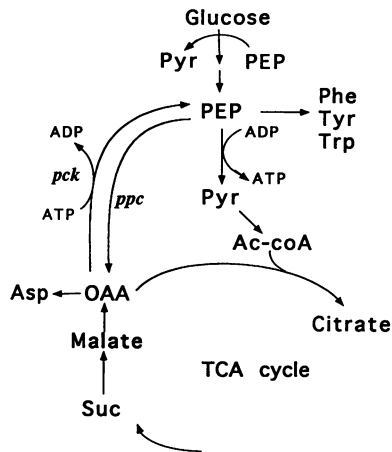 Glucose
Pyr PEP
PEP
Phe
Tyr
Trp
ADP
ADP
pck
ppc
ATP
ATP
Pyr
Ac-coA
Asp OAA
Citrate
Malate
TCA cycle
Suc